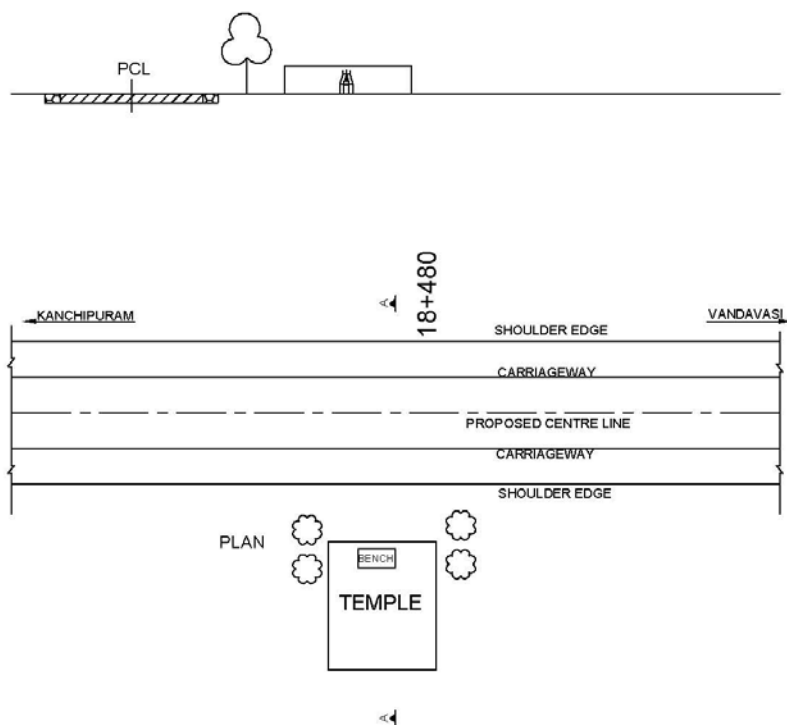 PCL
18+480
A
KANCHIPURAM
VANDAVASI
SHOULDER EDGE
CARRIAGEWAY
PROPOSED CENTRE LINE
CARRIAGEWAY
SHOULDER EDGE
PLAN
BENCH
TEMPLE
A